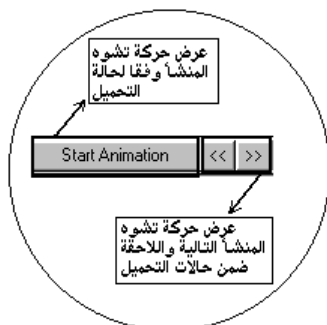 عرض حركة تشوه
المنشأ وفقا لحالة
التحميل
Start Animation << >>
عرض حركة تشوه
المنشأ التالية واللاحقة
ضمن حالات التحميل